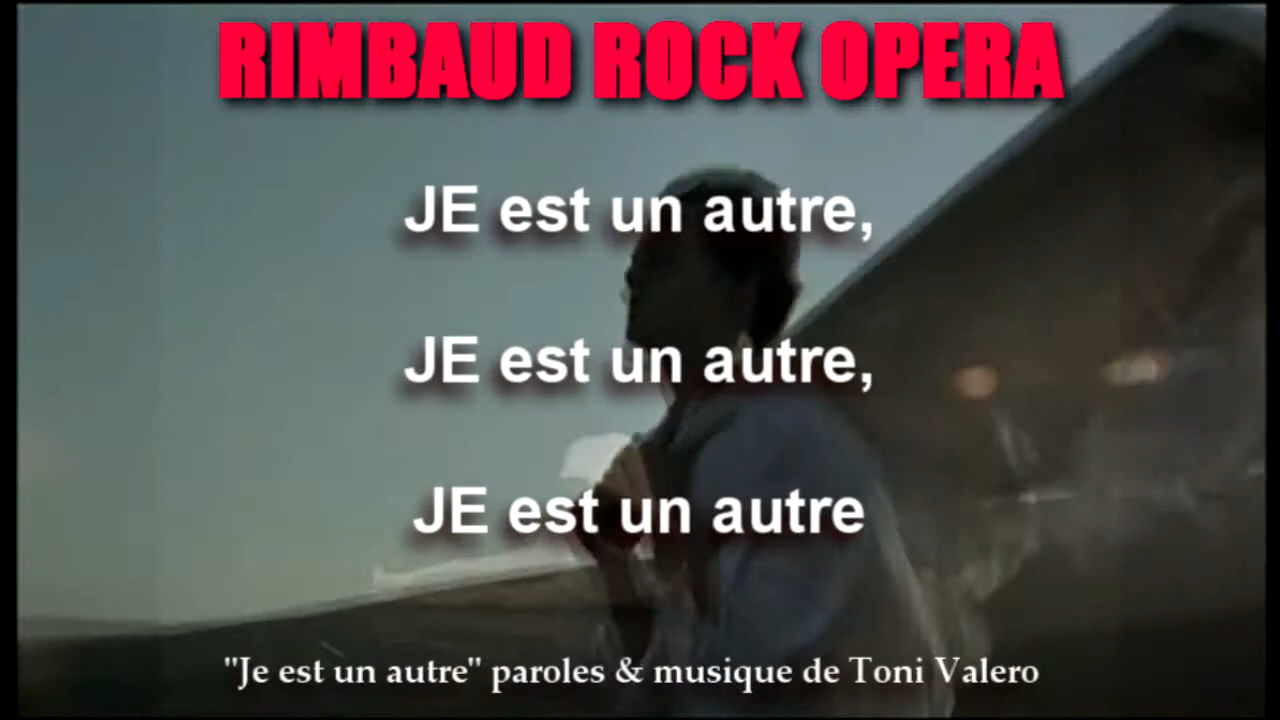 RIMBAUD ROCK OPERA
JE est un autre,
JE est un autre,
JE est un autre
"Je est un autre" paroles & musique de Toni Valero